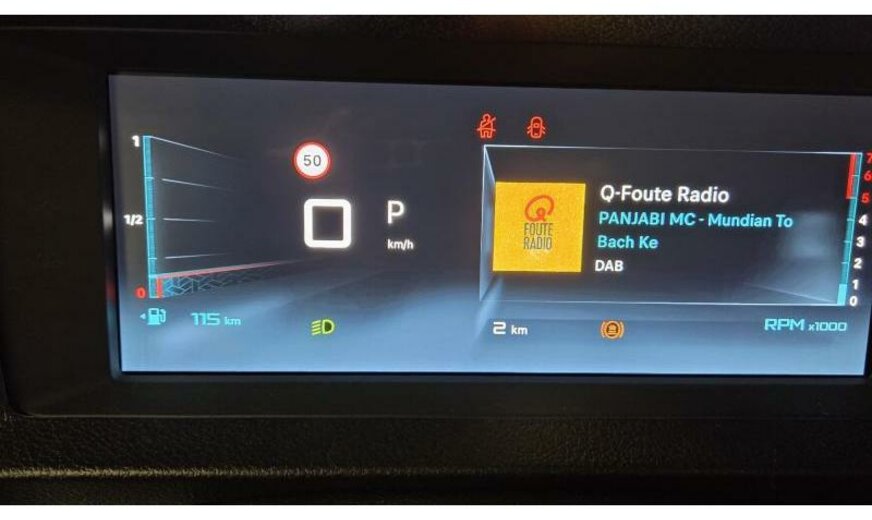 1
1/2
0
50
0
P
km/h
115 km
Q
FOUTE
RADIO
Q-Foute Radio
PANJABI MC - Mundian To
Bach Ke
DAB
2 km
7
6
5
4
3
2
1
0
RPM x1000